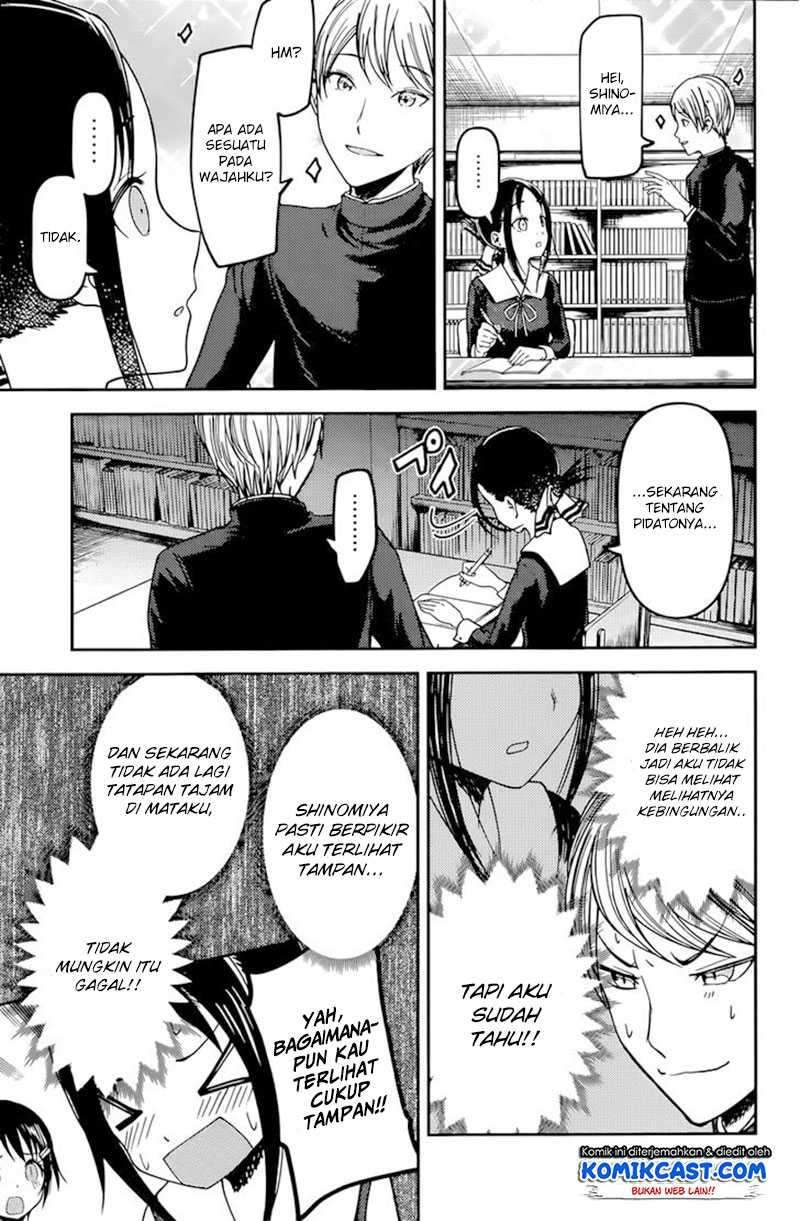 HEI,
SHINO-
MIYA...
......
HM?
APA ADA
SESUATU
PADA
WAJAHKU?
......
TIDAK.
...SEKARANG
TENTANG
PIDATONYA...
プイ
......
HEH HEH...
DIA BERBALIK
JADI AKU TIDAK
BISA MELIHAT
MELIHATNYA
KEBINGUNGAN..
TAPI AKU
SUDAH
TAHU!!
SHINOMIYA
PASTI BERPIKIR
AKU TERLIHAT
TAMPAN...
DAN SEKARANG
TIDAK ADA LAGI
TATAPAN TAJAM
DI MATAKU,
TIDAK
MUNGKIN ITU
GAGAL!!
YAH,
BAGAIMANA-
PUN KAU
TERLIHAT
CUKUP
TAMPAN!!
Komik ini diterjemahkan & diedit oleh
KOMIKCAST.COM
BUKAN WEB LAIN!!